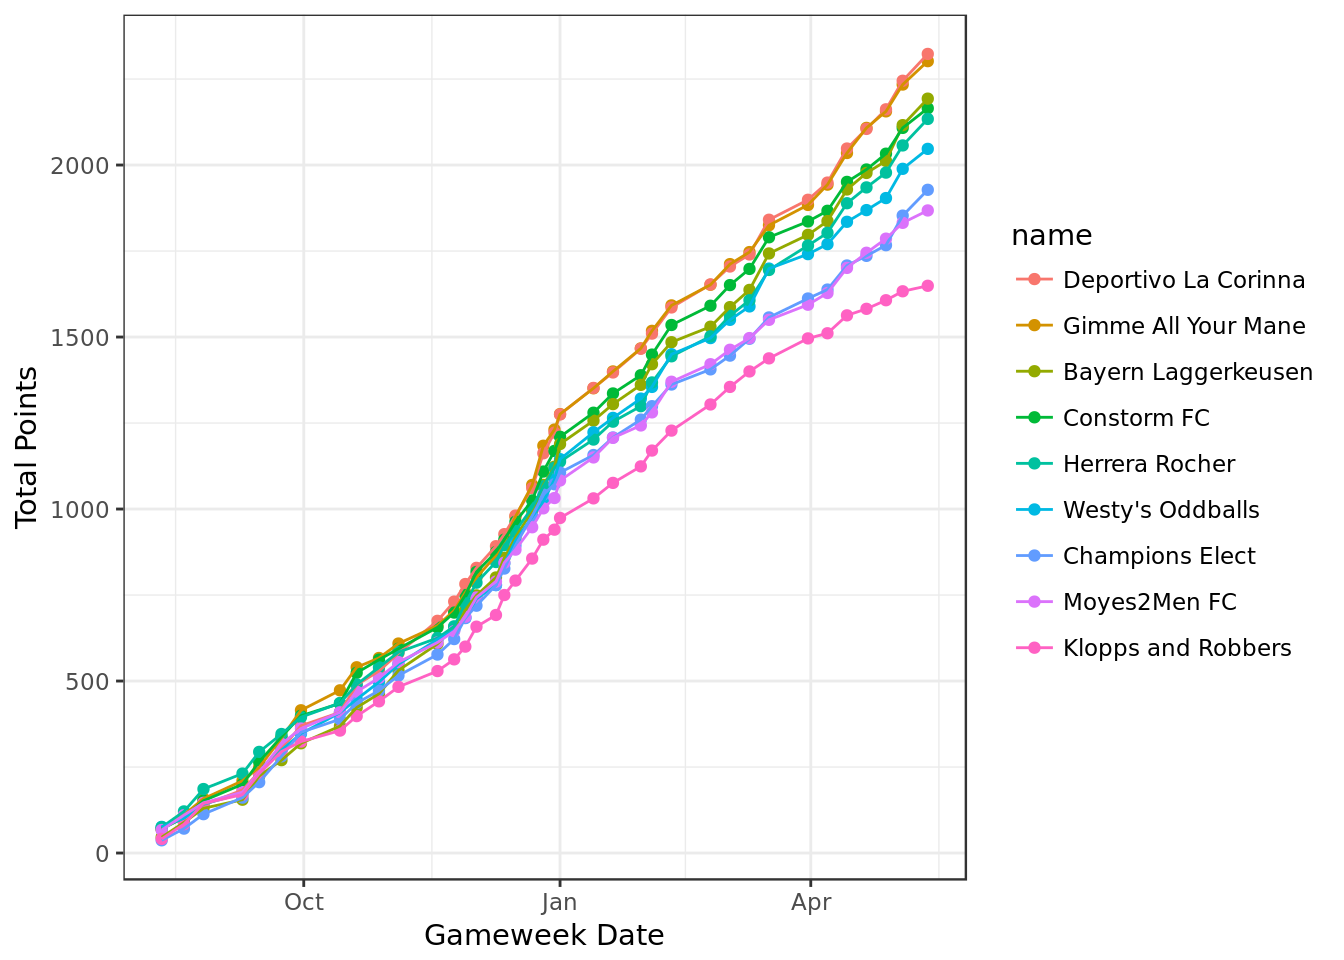 2000
1500
1000
500
0
Total Points
Oct
Jan
Apr
Gameweek Date
name
Deportivo La Corinna
Gimme All Your Mane
Bayern Laggerkeusen
Constorm FC
Herrera Rocher
Westy's Oddballs
Champions Elect
Moyes2Men FC
Klopps and Robbers